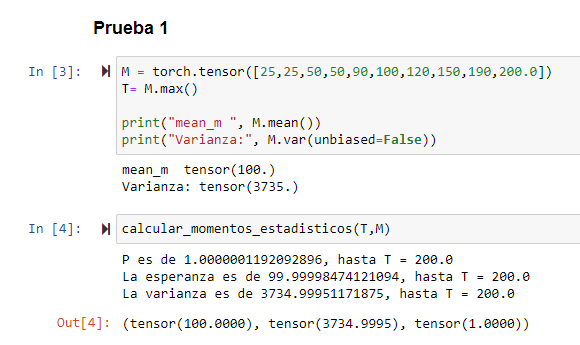 Prueba 1
In [3]: M = torch.tensor([25,25,50,50,90,100,120,150,190,200.0])
T= M.max()
print("mean_m ", M.mean())
print("Varianza:", M.var(unbiased=False))
mean_m  tensor(100.)
Varianza: tensor(3735.)
In [4]: calcular_momentos_estadisticos(T,M)
P es de 1.0000001192092896, hasta T = 200.0
La esperanza es de 99.99998474121094, hasta T = 200.0
La varianza es de 3734.99951171875, hasta T = 200.0
Out[4]: (tensor(100.0000), tensor(3734.9995), tensor(1.0000))